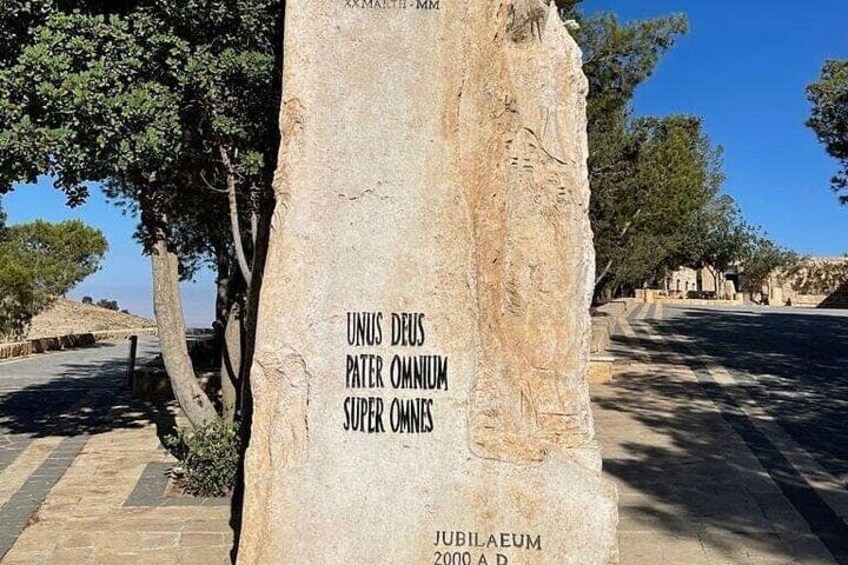 XX MARTII - MM
UNUS DEUS
PATER OMNIUM
SUPER OMNES
JUBILAEUM
2000 A.D.